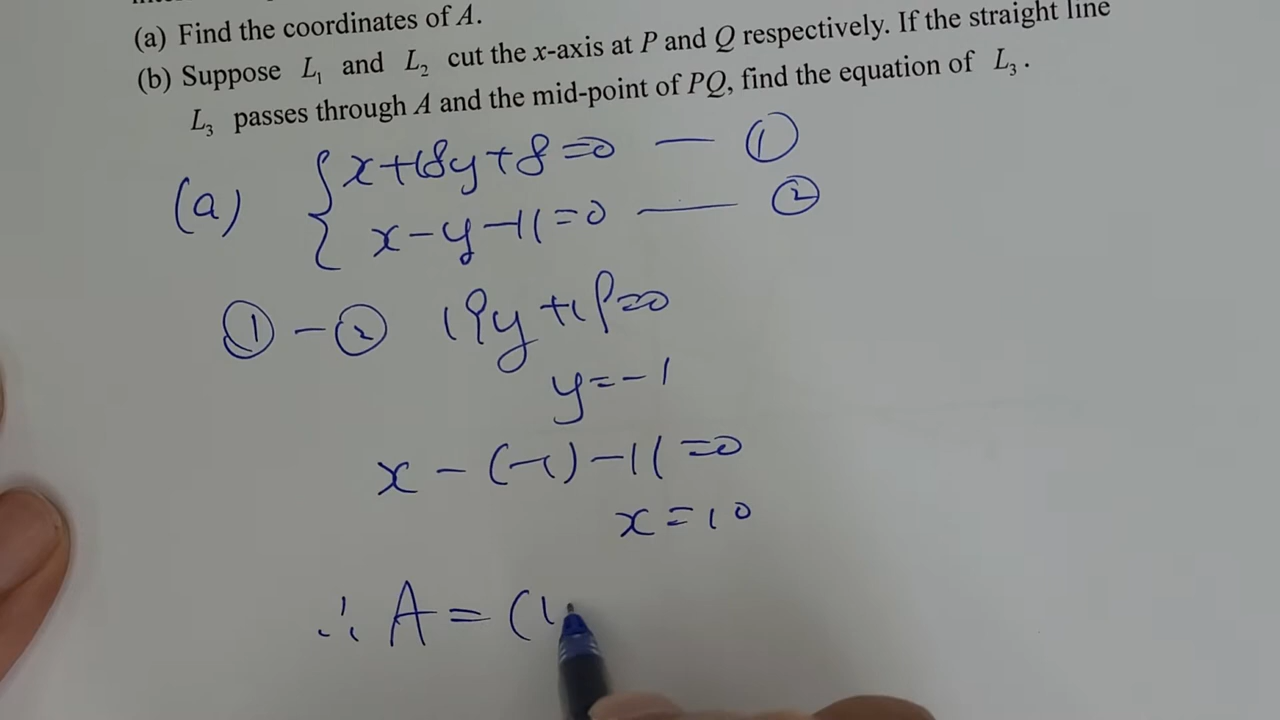 (a) Find the coordinates of A.
(b) Suppose L₁ and L₂ cut the x-axis at P and Q respectively. If the straight line
L₃ passes through A and the mid-point of PQ, find the equation of L₃.
(a) { x+18y+8=0 — ①
x-y-11=0 — ②
①-② 19y+19=0
y=-1
x-(-1)-11=0
x=10
∴ A=(1